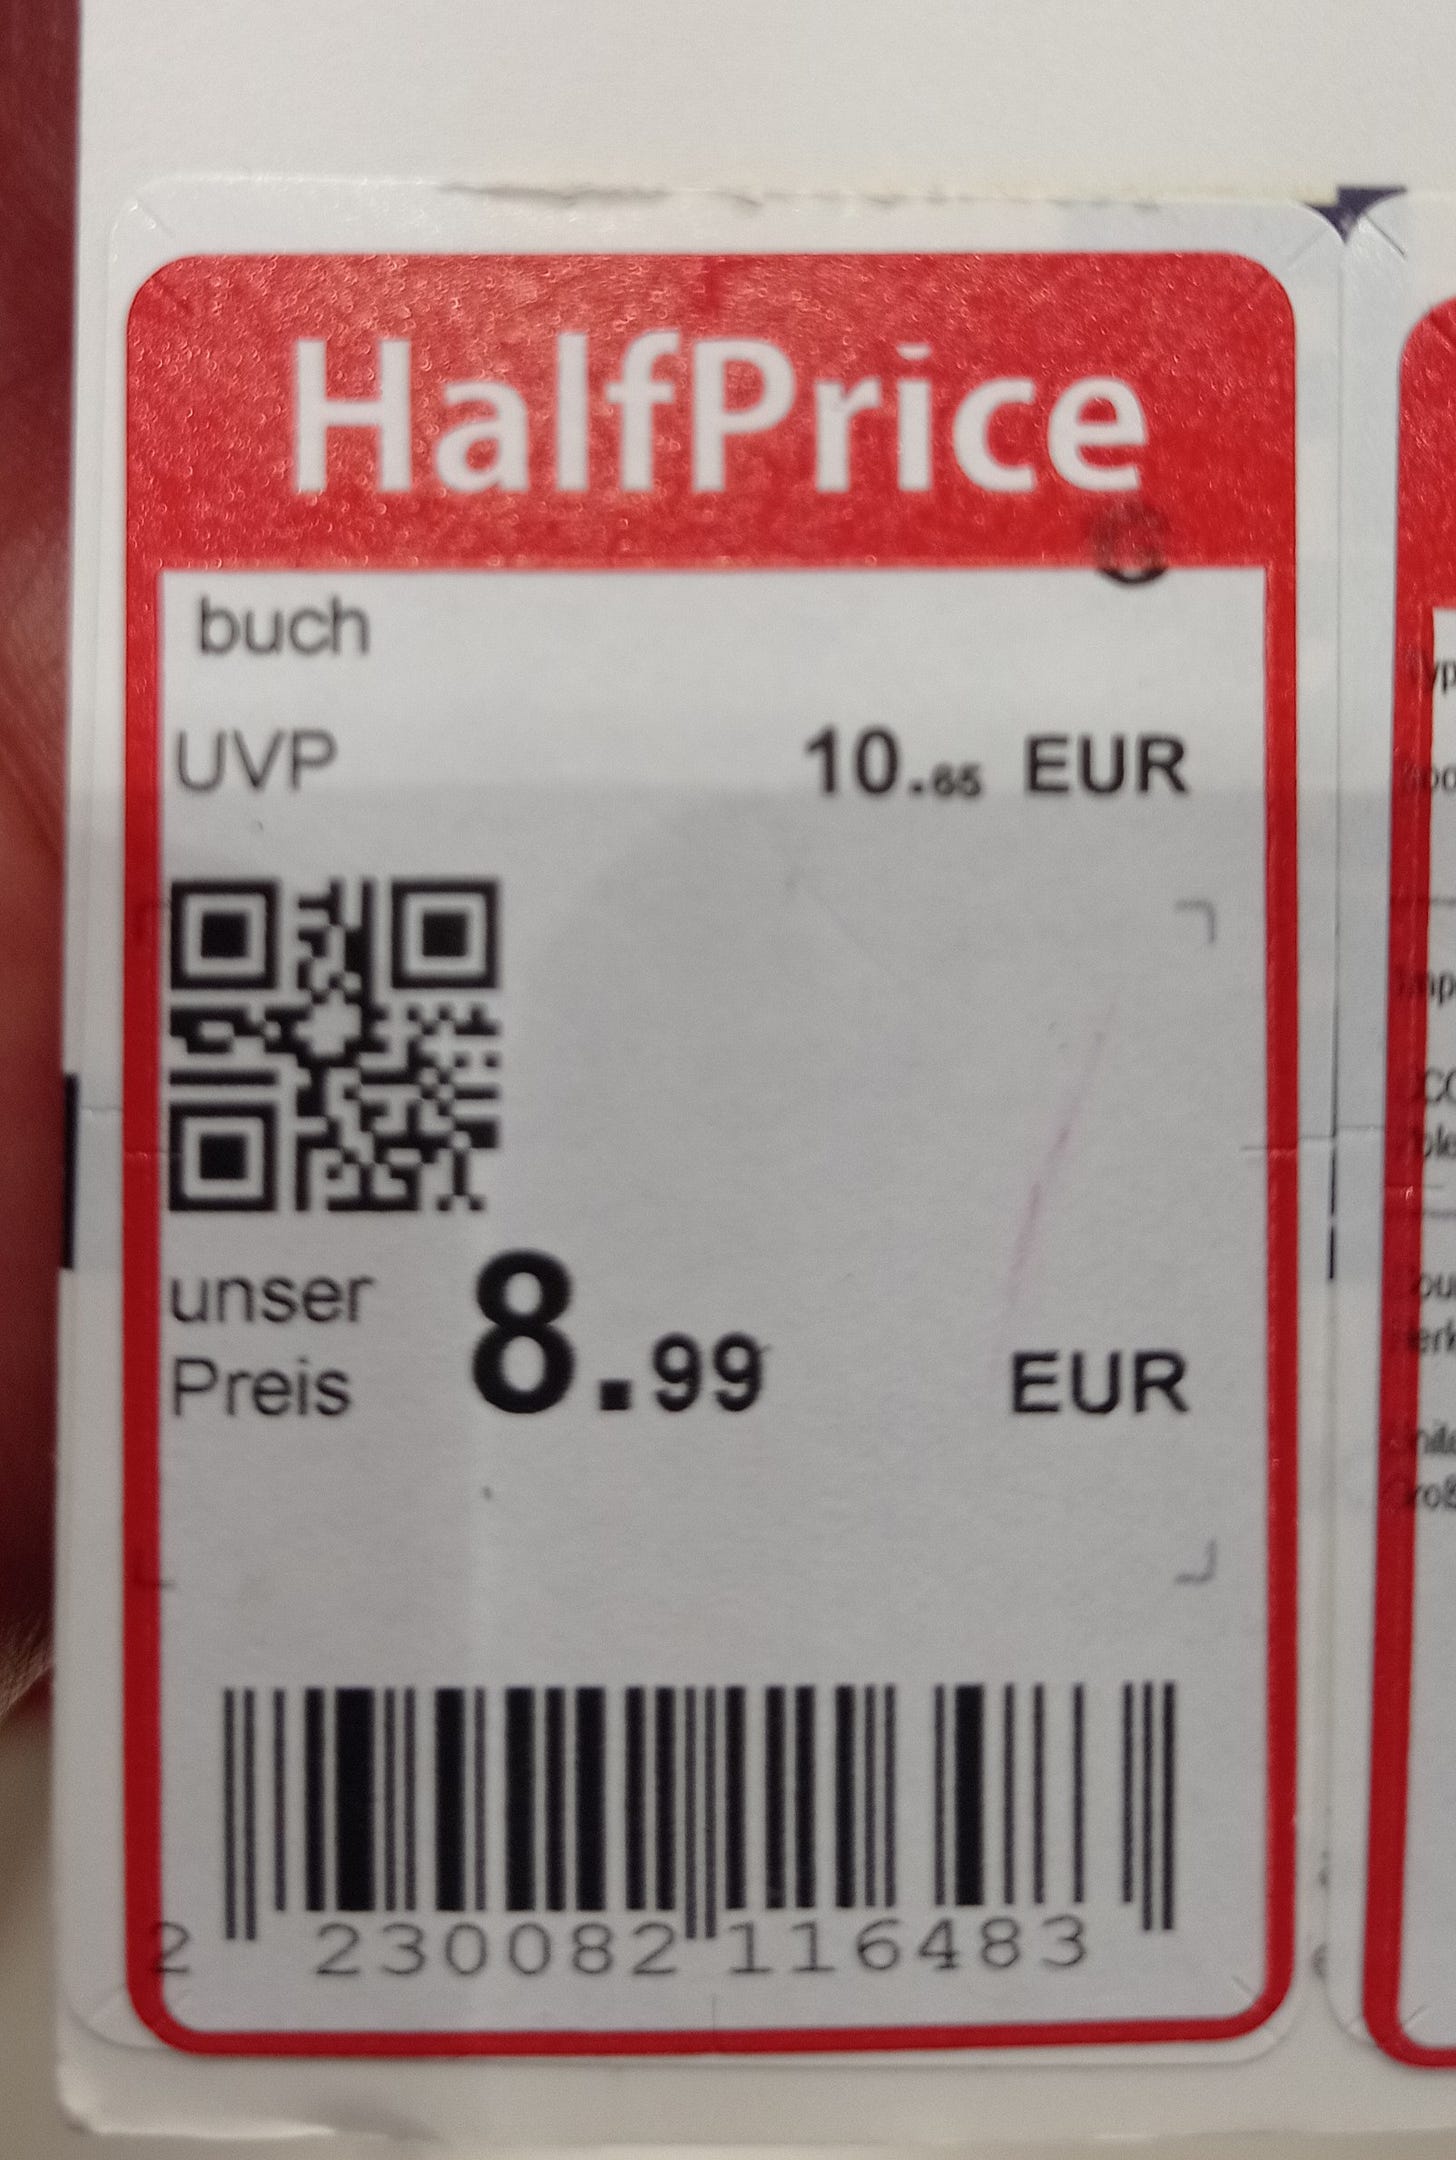 HalfPrice
G
buch
UVP 10.65 EUR
unser
Preis 8.99 EUR
2 230082 116483